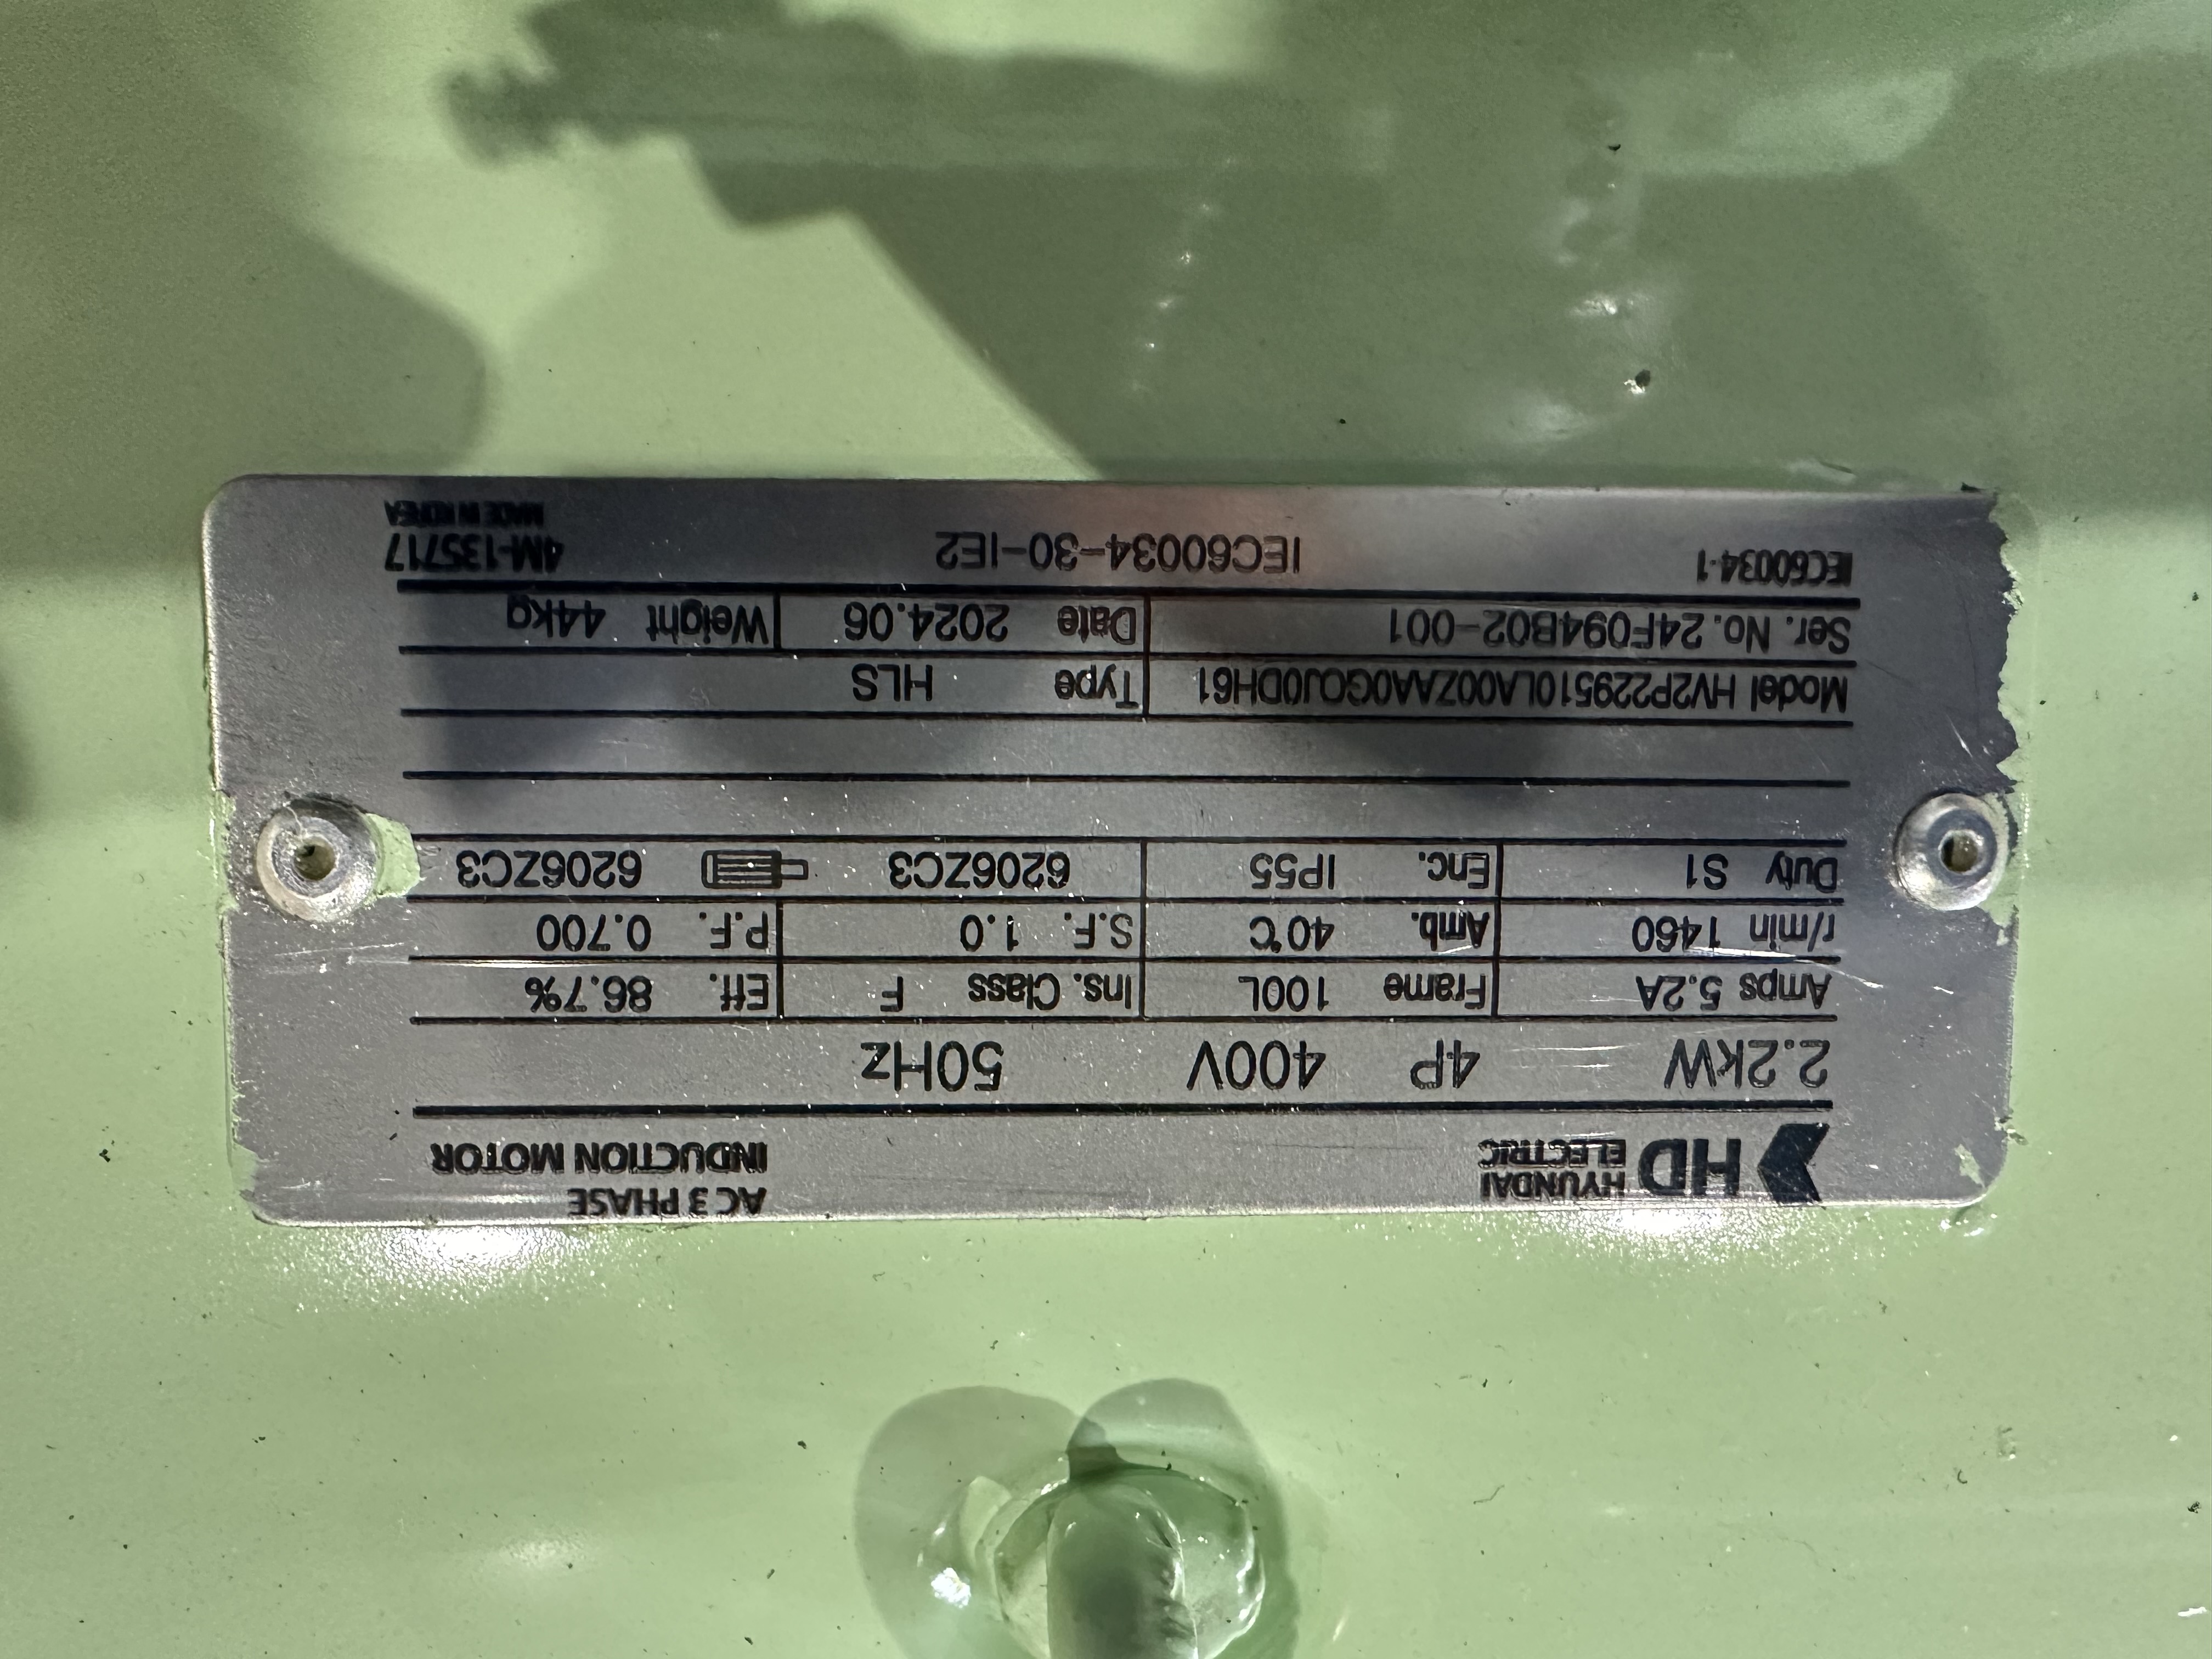 HD HYUNDAI ELECTRIC
AC 3 PHASE
INDUCTION MOTOR
2.2kW 4P 400V 50Hz
Amps 5.2A Frame 100L Ins. Class F Eff. 86.7%
r/min 1460 Amb. 40℃ S.F. 1.0 P.F. 0.700
Duty S1 Enc. IP55 6206ZC3 6206ZC3
Model HV2P229510LA00ZAA0GOJ0DH61 Type HLS
Ser. No. 24F094B02-001 Date 2024.06 Weight 44kg
IEC60034-1 IEC60034-30-IE2 4M-135717
MADE IN KOREA